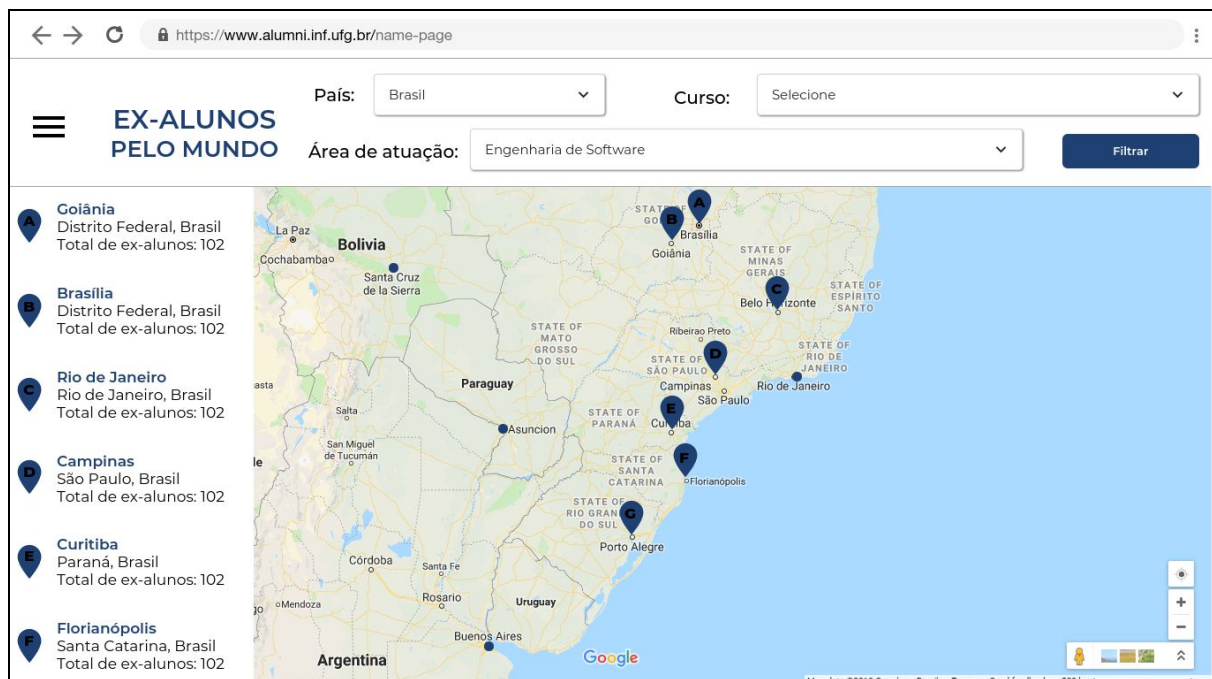 https://www.alumni.inf.ufg.br/name-page
EX-ALUNOS
PELO MUNDO
País:
Brasil
Curso:
Selecione
Área de atuação:
Engenharia de Software
Filtrar
A
Goiânia
Distrito Federal, Brasil
Total de ex-alunos: 102
B
Brasília
Distrito Federal, Brasil
Total de ex-alunos: 102
C
Rio de Janeiro
Rio de Janeiro, Brasil
Total de ex-alunos: 102
D
Campinas
São Paulo, Brasil
Total de ex-alunos: 102
E
Curitiba
Paraná, Brasil
Total de ex-alunos: 102
F
Florianópolis
Santa Catarina, Brasil
Total de ex-alunos: 102
A
STATE OF
GO
B
Brasília
Goiânia
La Paz
Bolivia
Cochabamba
Santa Cruz
de la Sierra
STATE OF
MINAS
GERAIS
C
STATE OF
ESPÍRITO
SANTO
Belo Horizonte
STATE OF
MATO
GROSSO
DO SUL
Ribeirao Preto
STATE OF
SÃO PAULO
D
STATE OF
RIO DE
JANEIRO
Paraguay
Campinas
Rio de Janeiro
São Paulo
asta
Salta
STATE OF
PARANÁ
E
Curitiba
Asuncion
San Miguel
de Tucumán
le
STATE OF
SANTA
CATARINA
F
Florianópolis
STATE OF
RIO GRANDE
DO SUL
G
Porto Alegre
Córdoba
Santa Fe
go
Mendoza
Rosario
Uruguay
Buenos Aires
Argentina
Google